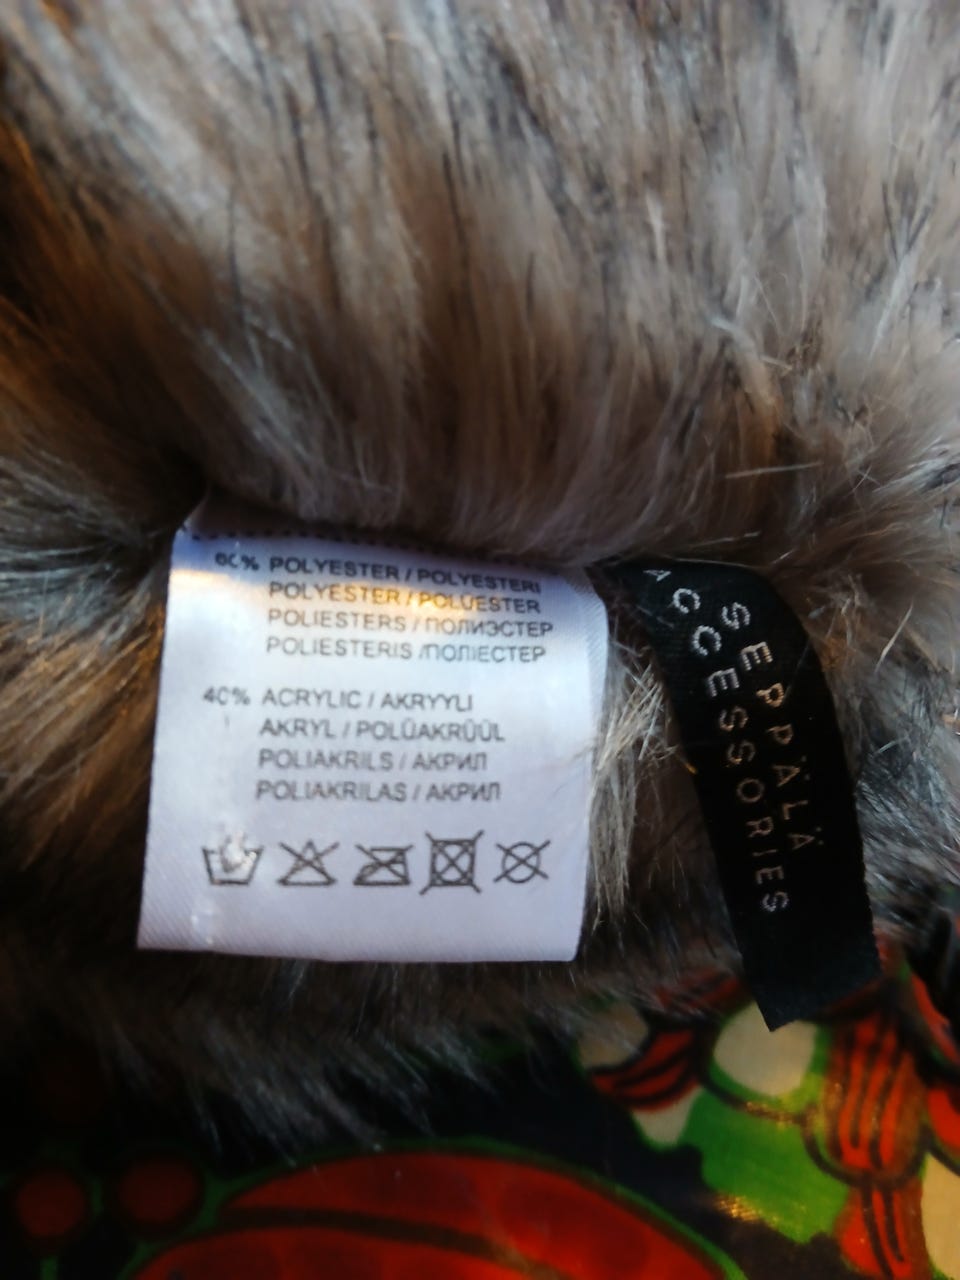 60% POLYESTER / POLYESTERI
POLYESTER / POLÜESTER
POLIESTERS / ПОЛИЭСТЕР
POLIESTERIS /ПОЛІЕСТЕР
40% ACRYLIC / AKRYYLI
AKRYL / POLÜAKRÜÜL
POLIAKRILS / АКРИЛ
POLIAKRILAS / АКРИЛ
SEPPÄLÄ
ACCESSORIES